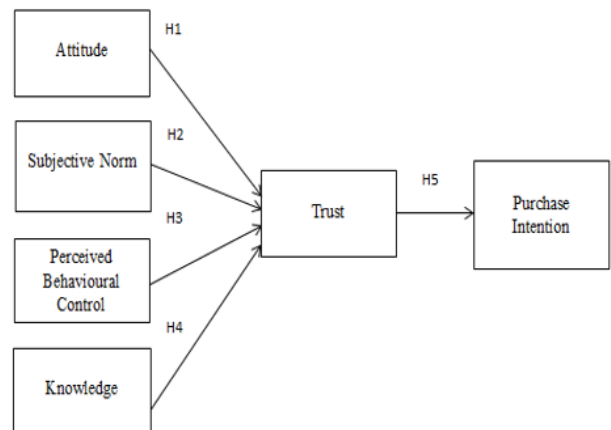 H1
Attitude
H2
Subjective Norm
H3
Perceived
Behavioural
Control
H4
Knowledge
Trust
H5
Purchase
Intention